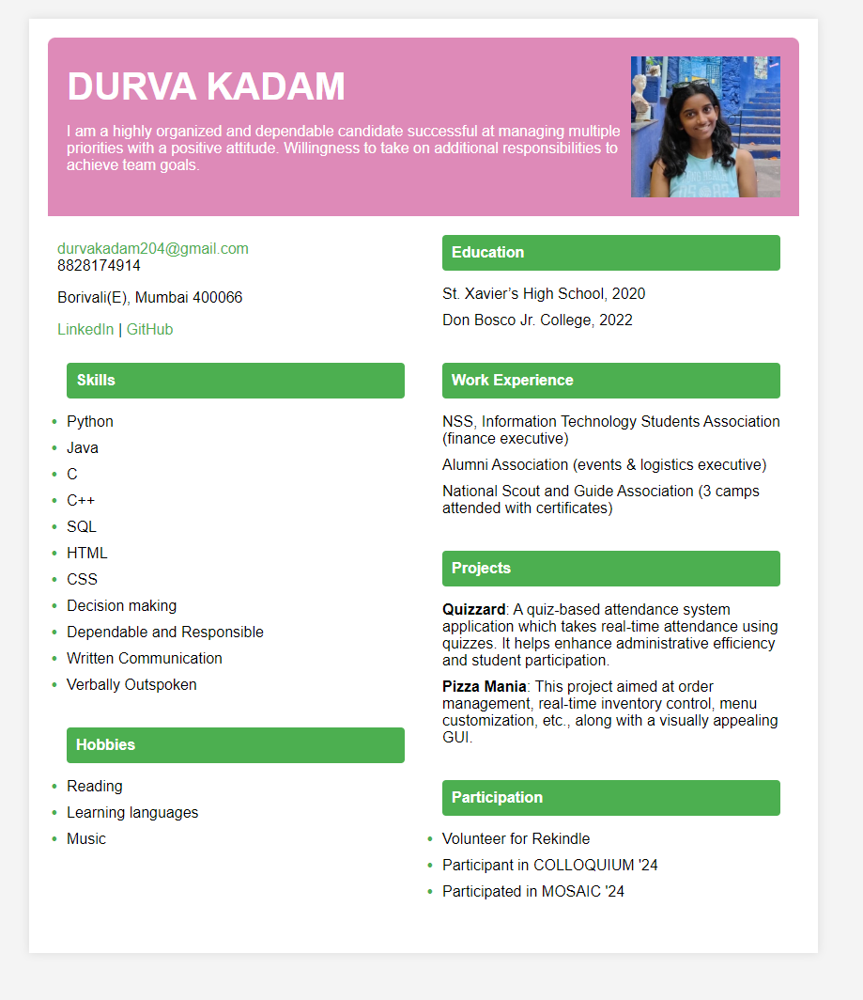 DURVA KADAM
I am a highly organized and dependable candidate successful at managing multiple
priorities with a positive attitude. Willingness to take on additional responsibilities to
achieve team goals.
durvakadam204@gmail.com
8828174914
Borivali(E), Mumbai 400066
LinkedIn | GitHub
Skills
• Python
• Java
• C
• C++
• SQL
• HTML
• CSS
• Decision making
• Dependable and Responsible
• Written Communication
• Verbally Outspoken
Hobbies
• Reading
• Learning languages
• Music
Education
St. Xavier’s High School, 2020
Don Bosco Jr. College, 2022
Work Experience
NSS, Information Technology Students Association
(finance executive)
Alumni Association (events & logistics executive)
National Scout and Guide Association (3 camps
attended with certificates)
Projects
Quizzard: A quiz-based attendance system
application which takes real-time attendance using
quizzes. It helps enhance administrative efficiency
and student participation.
Pizza Mania: This project aimed at order
management, real-time inventory control, menu
customization, etc., along with a visually appealing
GUI.
Participation
• Volunteer for Rekindle
• Participant in COLLOQUIUM '24
• Participated in MOSAIC '24